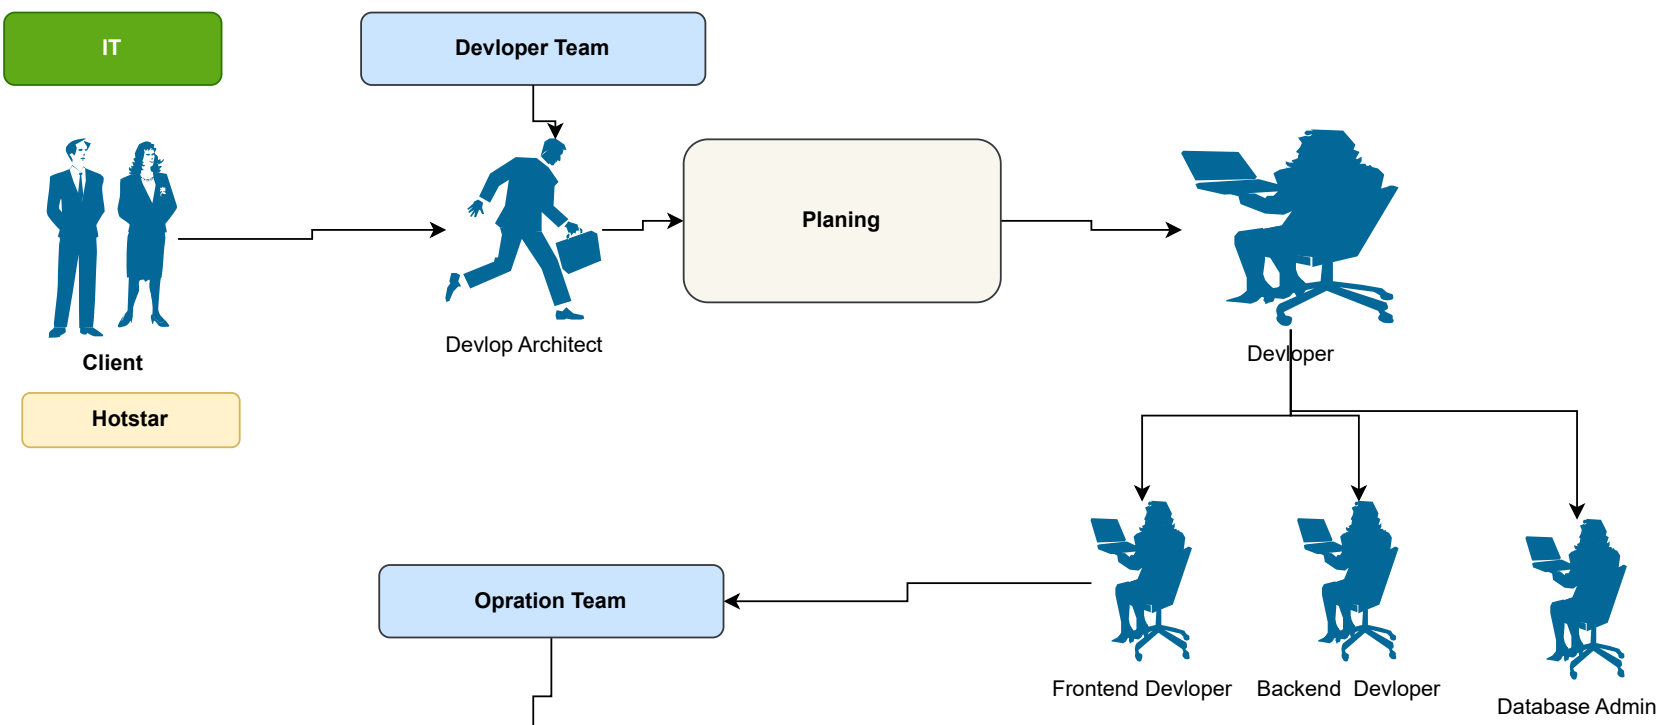 IT
Devloper Team
Planing
Devlop Architect
Devloper
Client
Hotstar
Opration Team
Frontend Devloper
Backend  Devloper
Database Admin